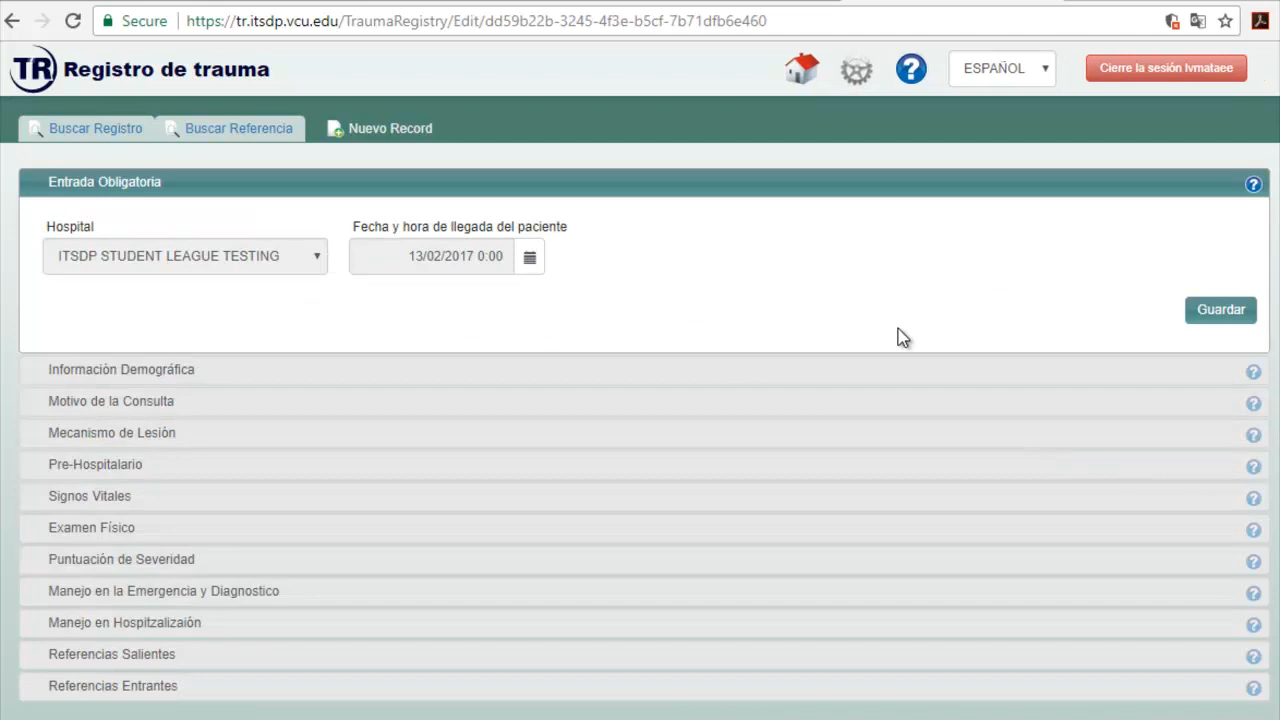 Secure https://tr.itsdp.vcu.edu/TraumaRegistry/Edit/dd59b22b-3245-4f3e-b5cf-7b71dfb6e460
TR Registro de trauma ? ESPAÑOL Cierre la sesión lvmataee
Buscar Registro Buscar Referencia Nuevo Record
Entrada Obligatoria ?
Hospital Fecha y hora de llegada del paciente
ITSDP STUDENT LEAGUE TESTING 13/02/2017 0:00
Guardar
Información Demográfica ?
Motivo de la Consulta ?
Mecanismo de Lesión ?
Pre-Hospitalario ?
Signos Vitales ?
Examen Físico ?
Puntuación de Severidad ?
Manejo en la Emergencia y Diagnostico ?
Manejo en Hospitzalizaión ?
Referencias Salientes ?
Referencias Entrantes ?